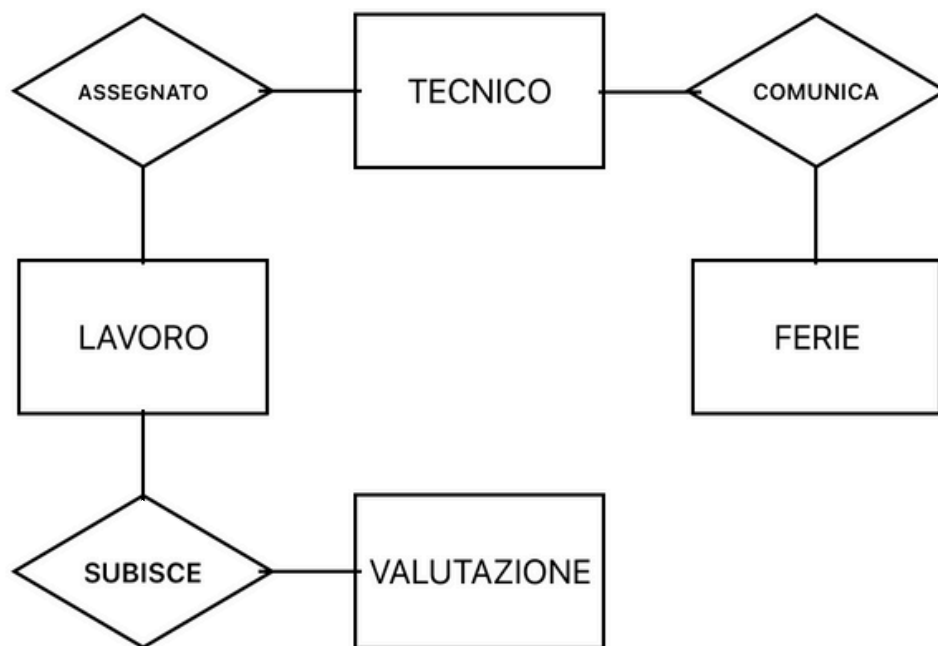 ASSEGNATO
TECNICO
COMUNICA
LAVORO
FERIE
SUBISCE
VALUTAZIONE